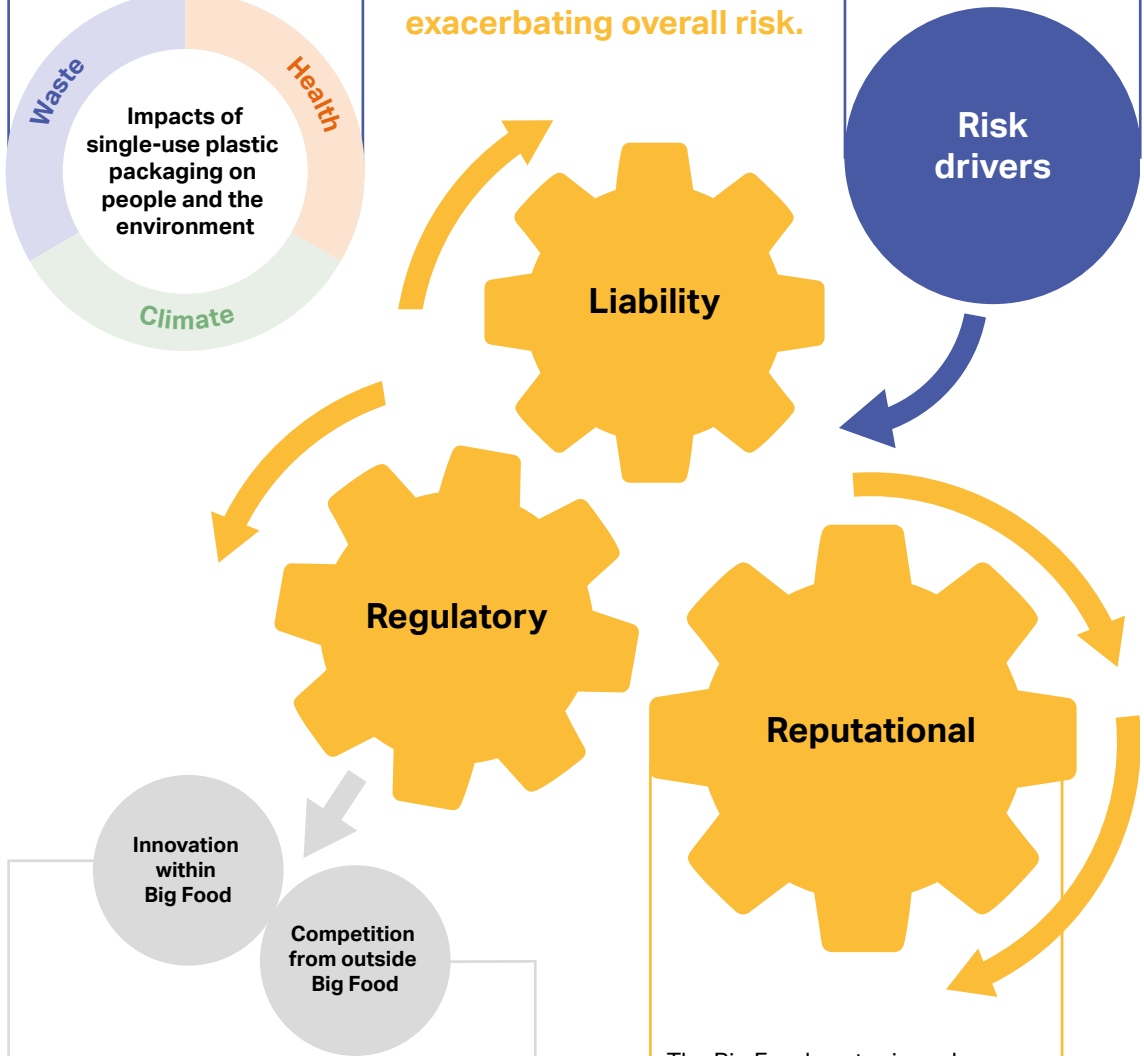 exacerbating overall risk.
Waste
Health
Climate
Impacts of
single-use plastic
packaging on
people and the
environment
Risk
drivers
Liability
Regulatory
Reputational
Innovation
within
Big Food
Competition
from outside
Big Food